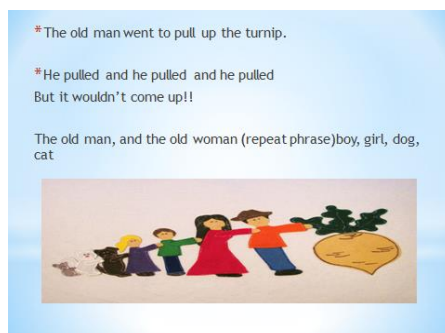 *The old man went to pull up the turnip.
*He pulled and he pulled and he pulled
But it wouldn't come up!!
The old man, and the old woman (repeat phrase)boy, girl, dog,
cat